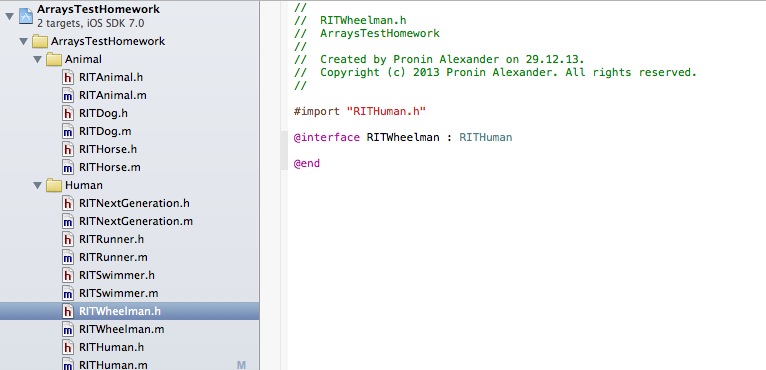 ArraysTestHomework
2 targets, iOS SDK 7.0
ArraysTestHomework
Animal
h RITAnimal.h
m RITAnimal.m
h RITDog.h
m RITDog.m
h RITHorse.h
m RITHorse.m
Human
h RITNextGeneration.h
m RITNextGeneration.m
h RITRunner.h
m RITRunner.m
h RITSwimmer.h
m RITSwimmer.m
h RITWheelman.h
m RITWheelman.m
h RITHuman.h
m RITHuman.m M
//
//  RITWheelman.h
//  ArraysTestHomework
//
//  Created by Pronin Alexander on 29.12.13.
//  Copyright (c) 2013 Pronin Alexander. All rights reserved.
//
#import "RITHuman.h"
@interface RITWheelman : RITHuman
@end